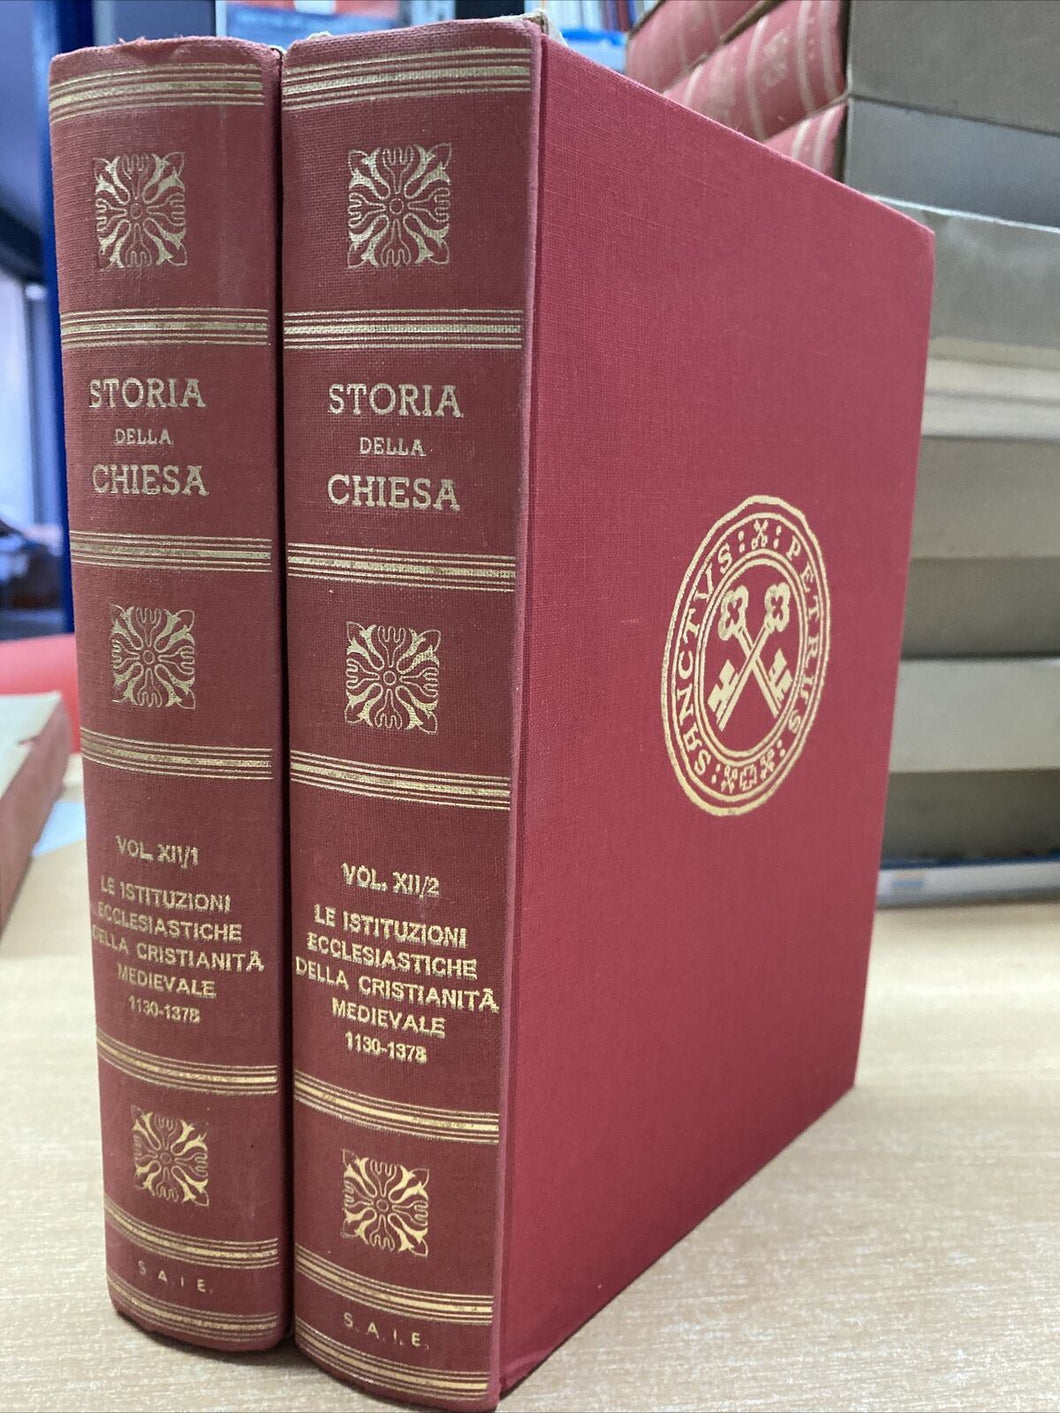 STORIA
DELLA
CHIESA
VOL. XII/1
LE ISTITUZIONI
ECCLESIASTICHE
DELLA CRISTIANITÀ
MEDIEVALE
1130-1378
S. A. I. E.
STORIA
DELLA
CHIESA
VOL. XII/2
LE ISTITUZIONI
ECCLESIASTICHE
DELLA CRISTIANITÀ
MEDIEVALE
1130-1378
S. A. I. E.
SANCTVS PETRUS